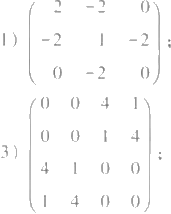 1) ( 2 −2 0
−2 1 −2
0 −2 0 ) ;
3) ( 0 0 4 1
0 0 1 4
4 1 0 0
1 4 0 0 ) ;